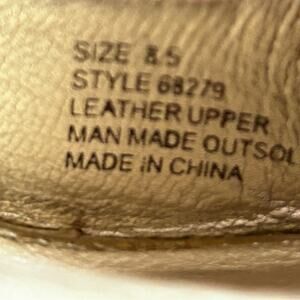 SIZE 8.5
STYLE 68279
LEATHER UPPER
MAN MADE OUTSOL
MADE IN CHINA